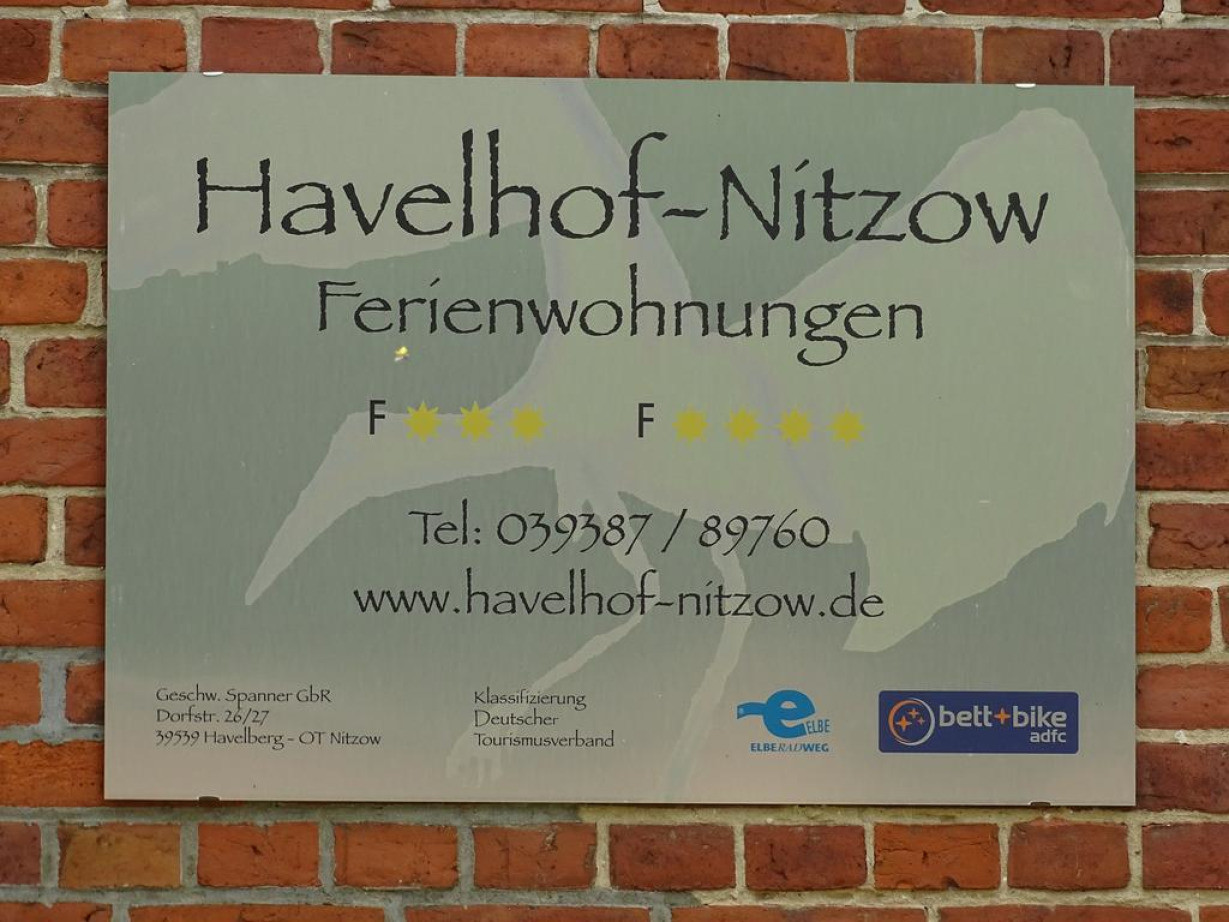 Havelhof-Nitzow
Ferienwohnungen
F F
Tel: 039387 / 89760
www.havelhof-nitzow.de
Geschw. Spanner GbR
Dorfstr. 26/27
39539 Havelberg - OT Nitzow
Klassifizierung
Deutscher
Tourismusverband
e ELBE
ELBERADWEG
bett+bike
adfc